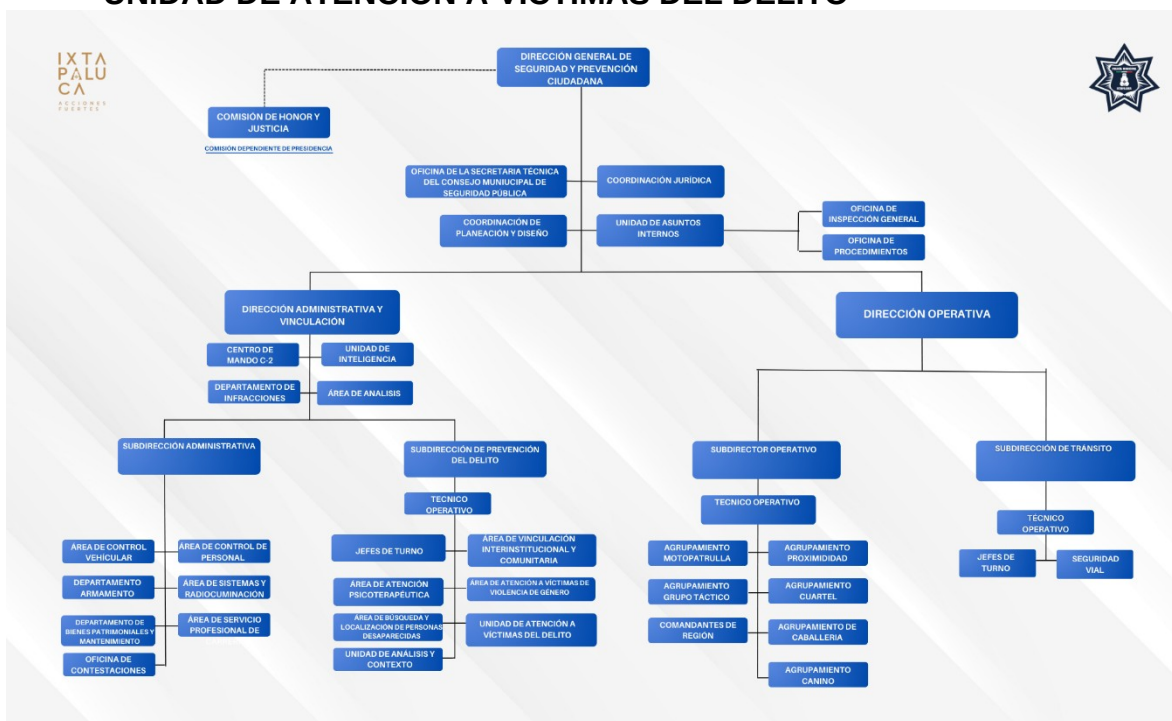 UNIDAD DE ATENCIÓN A VÍCTIMAS DEL DELITO
IXTA
PALU
CA
ACCIONES
FUERTES
DIRECCIÓN GENERAL DE
SEGURIDAD Y PREVENCIÓN
CIUDADANA
COMISIÓN DE HONOR Y
JUSTICIA
COMISIÓN DEPENDIENTE DE PRESIDENCIA
OFICINA DE LA SECRETARIA TÉCNICA
DEL CONSEJO MUNIUCIPAL DE
SEGURIDAD PÚBLICA
COORDINACIÓN JURÍDICA
COORDINACIÓN DE
PLANEACIÓN Y DISEÑO
UNIDAD DE ASUNTOS
INTERNOS
OFICINA DE
INSPECCIÓN GENERAL
OFICINA DE
PROCEDIMIENTOS
DIRECCIÓN ADMINISTRATIVA Y
VINCULACIÓN
DIRECCIÓN OPERATIVA
CENTRO DE
MANDO C-2
UNIDAD DE
INTELIGENCIA
DEPARTAMENTO DE
INFRACCIONES
ÁREA DE ANALISIS
SUBDIRECCIÓN ADMINISTRATIVA
SUBDIRECCIÓN DE PREVENCIÓN
DEL DELITO
SUBDIRECTOR OPERATIVO
SUBDIRECCIÓN DE TRÁNSITO
ÁREA DE CONTROL
VEHÍCULAR
ÁREA DE CONTROL DE
PERSONAL
DEPARTAMENTO
ARMAMENTO
ÁREA DE SISTEMAS Y
RADIOCUMINACIÓN
DEPARTAMENTO DE
BIENES PATRIMONIALES Y
MANTENIMIENTO
ÁREA DE SERVICIO
PROFESIONAL DE
OFICINA DE
CONTESTACIONES
TECNICO
OPERATIVO
JEFES DE TURNO
ÁREA DE VINCULACIÓN
INTERINSTITUCIONAL Y
COMUNITARIA
ÁREA DE ATENCIÓN
PSICOTERAPÉUTICA
ÁREA DE ATENCIÓN A VÍCTIMAS DE
VIOLENCIA DE GÉNERO
ÁREA DE BÚSQUEDA Y
LOCALIZACIÓN DE PERSONAS
DESAPARECIDAS
UNIDAD DE ATENCIÓN A
VÍCTIMAS DEL DELITO
UNIDAD DE ANÁLISIS Y
CONTEXTO
TECNICO OPERATIVO
AGRUPAMIENTO
MOTOPATRULLA
AGRUPAMIENTO
PROXIMIDIDAD
AGRUPAMIENTO
GRUPO TÁCTICO
AGRUPAMIENTO
CUARTEL
COMANDANTES DE
REGIÓN
AGRUPAMIENTO DE
CABALLERIA
AGRUPAMIENTO
CANINO
TÉCNICO
OPERATIVO
JEFES DE
TURNO
SEGURIDAD
VIAL